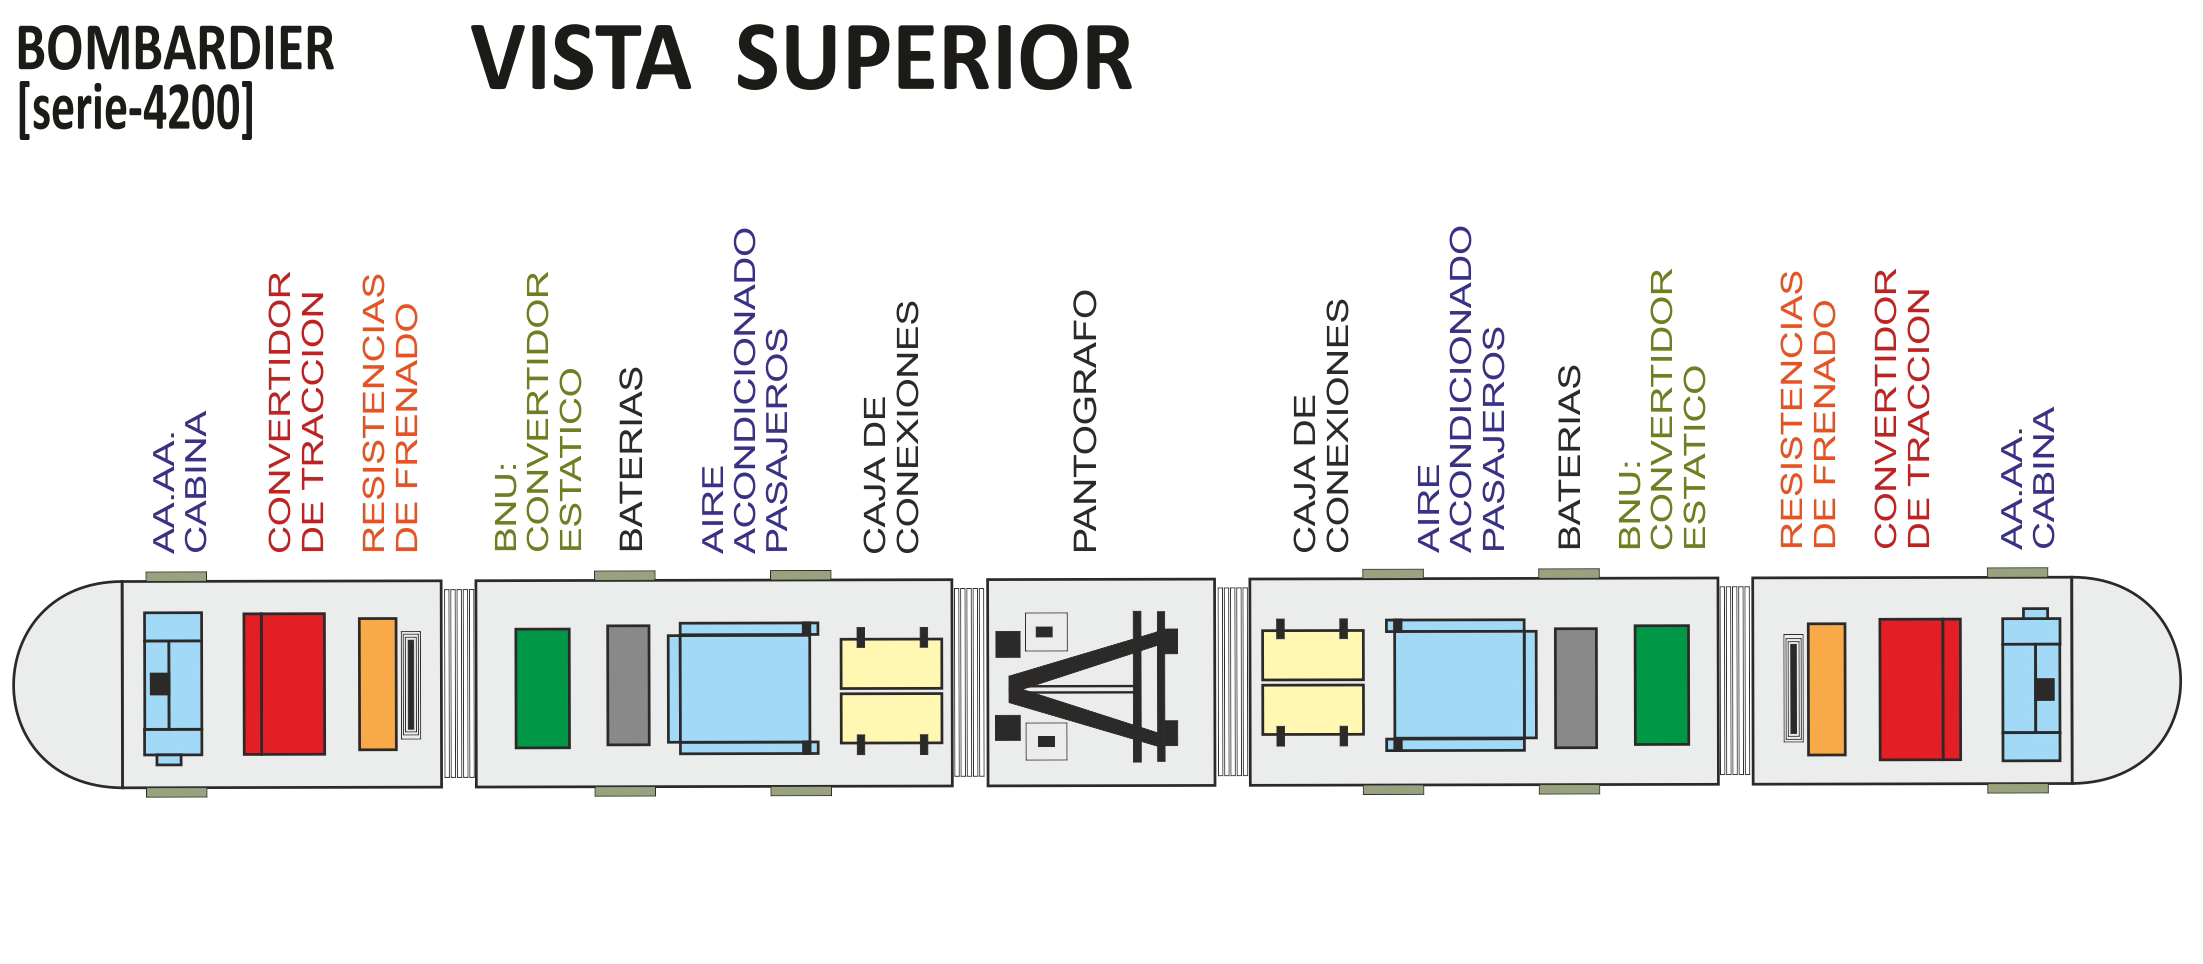 BOMBARDIER
[serie-4200]
VISTA SUPERIOR
AA.AA.
CABINA
CONVERTIDOR
DE TRACCION
RESISTENCIAS
DE FRENADO
BNU:
CONVERTIDOR
ESTATICO
BATERIAS
AIRE
ACONDICIONADO
PASAJEROS
CAJA DE
CONEXIONES
PANTOGRAFO
CAJA DE
CONEXIONES
AIRE
ACONDICIONADO
PASAJEROS
BATERIAS
BNU:
CONVERTIDOR
ESTATICO
RESISTENCIAS
DE FRENADO
CONVERTIDOR
DE TRACCION
AA.AA.
CABINA